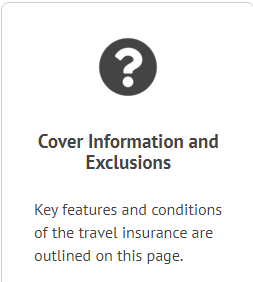 ?
Cover Information and
Exclusions
Key features and conditions
of the travel insurance are
outlined on this page.